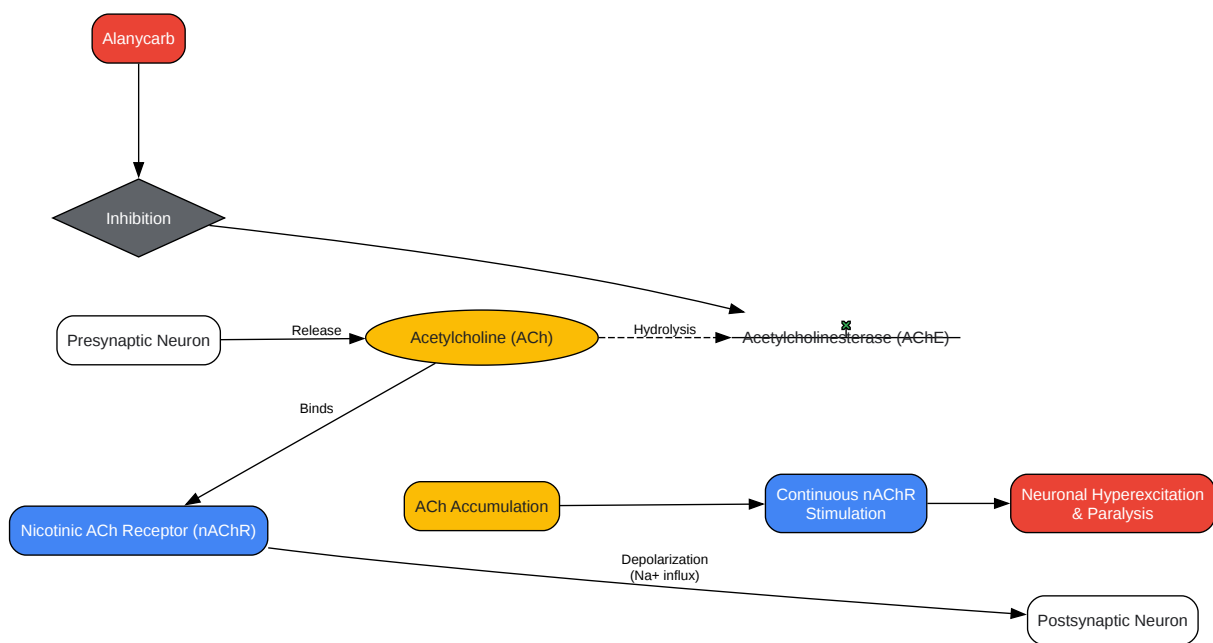 Alanycarb
Inhibition
Presynaptic Neuron
Release
Acetylcholine (ACh)
Hydrolysis
Acetylcholinesterase (AChE)
Binds
Nicotinic ACh Receptor (nAChR)
ACh Accumulation
Continuous nAChR
Stimulation
Neuronal Hyperexcitation
& Paralysis
Depolarization
(Na+ influx)
Postsynaptic Neuron